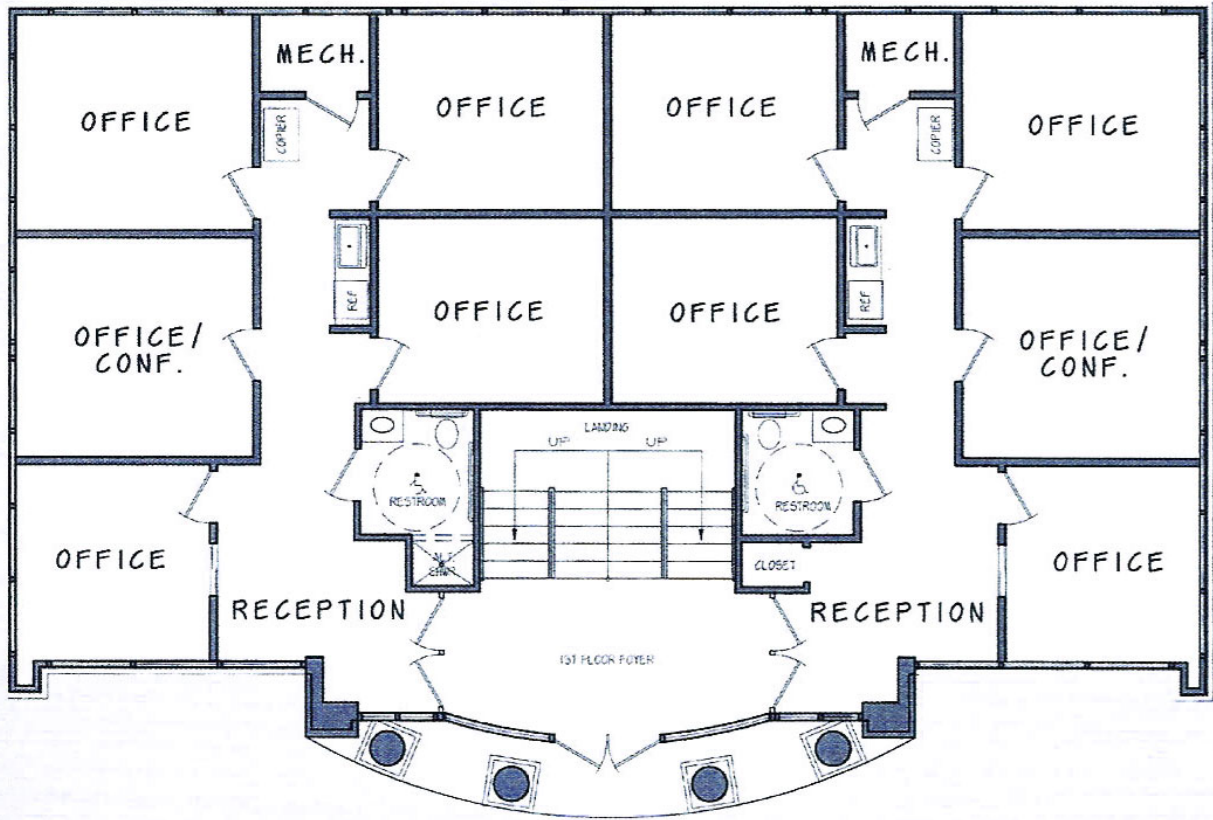 MECH.
MECH.
OFFICE
OFFICE
OFFICE
OFFICE
COPIER
COPIER
REF
REF
OFFICE
OFFICE
OFFICE/
CONF.
OFFICE/
CONF.
LANDING
UP
UP
RESTROOM
RESTROOM
OFFICE
CLOSET
OFFICE
RECEPTION
RECEPTION
1ST FLOOR FOYER